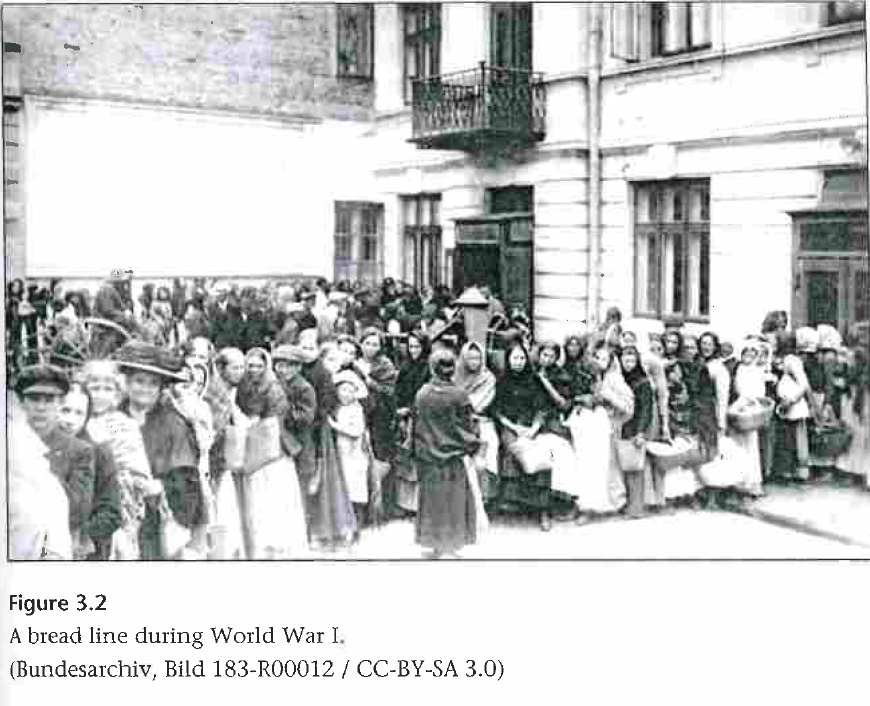 Figure 3.2
A bread line during World War I.
(Bundesarchiv, Bild 183-R00012 / CC-BY-SA 3.0)